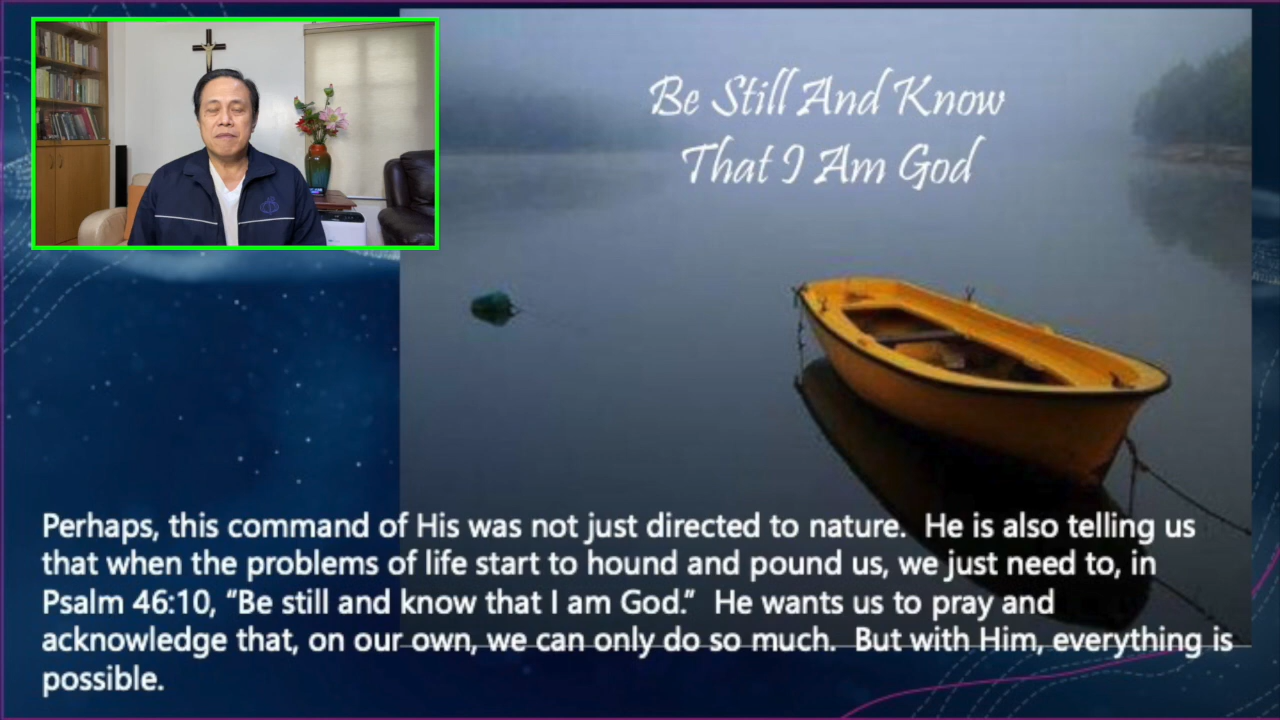 Be Still And Know
That I Am God
Perhaps, this command of His was not just directed to nature.  He is also telling us
that when the problems of life start to hound and pound us, we just need to, in
Psalm 46:10, “Be still and know that I am God.”  He wants us to pray and
acknowledge that, on our own, we can only do so much.  But with Him, everything is
possible.